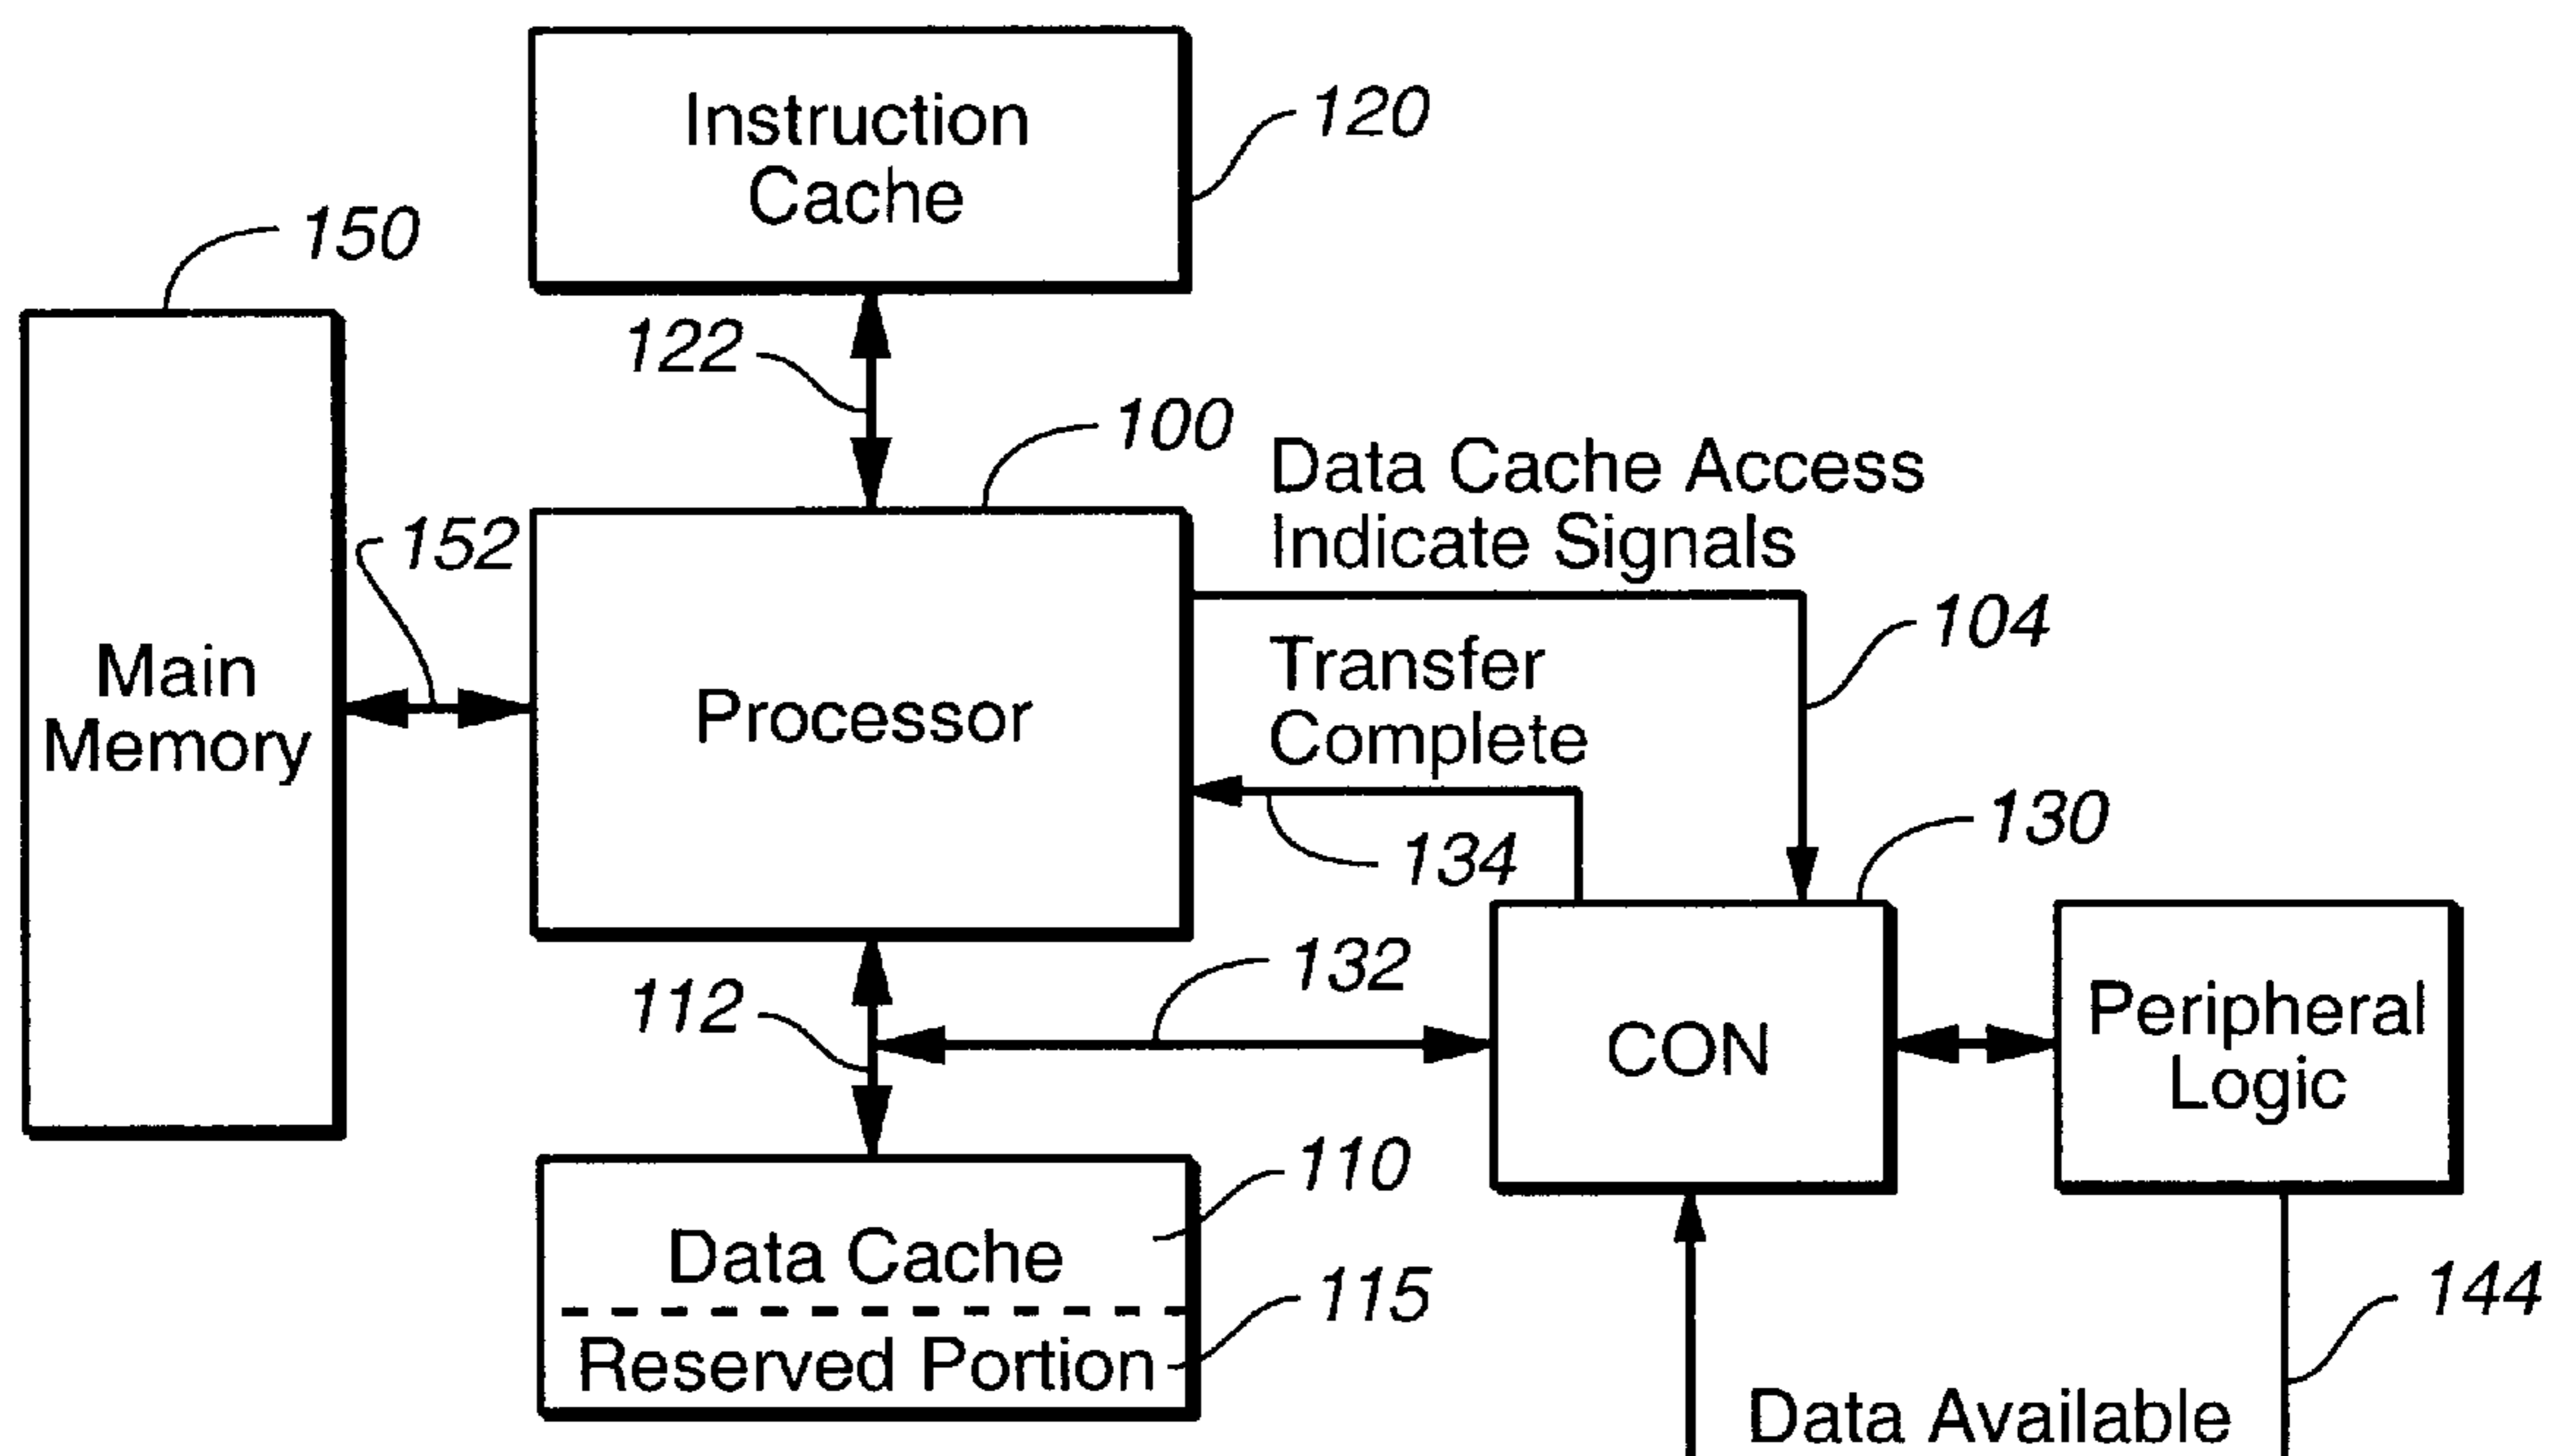 Instruction
Cache
120
150
122
100
Data Cache Access
Indicate Signals
152
104
Transfer
Complete
Main
Memory
Processor
134
130
132
112
CON
Peripheral
Logic
110
Data Cache
115
Reserved Portion
144
Data Available